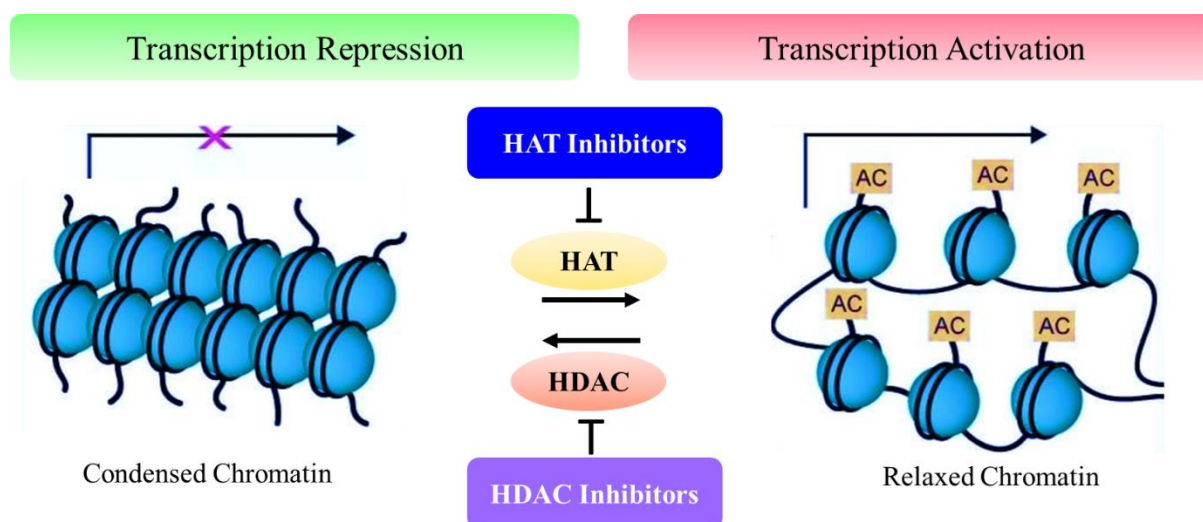 Transcription Repression
Transcription Activation
HAT Inhibitors
AC
AC
AC
HAT
AC
AC
AC
HDAC
Condensed Chromatin
Relaxed Chromatin
HDAC Inhibitors